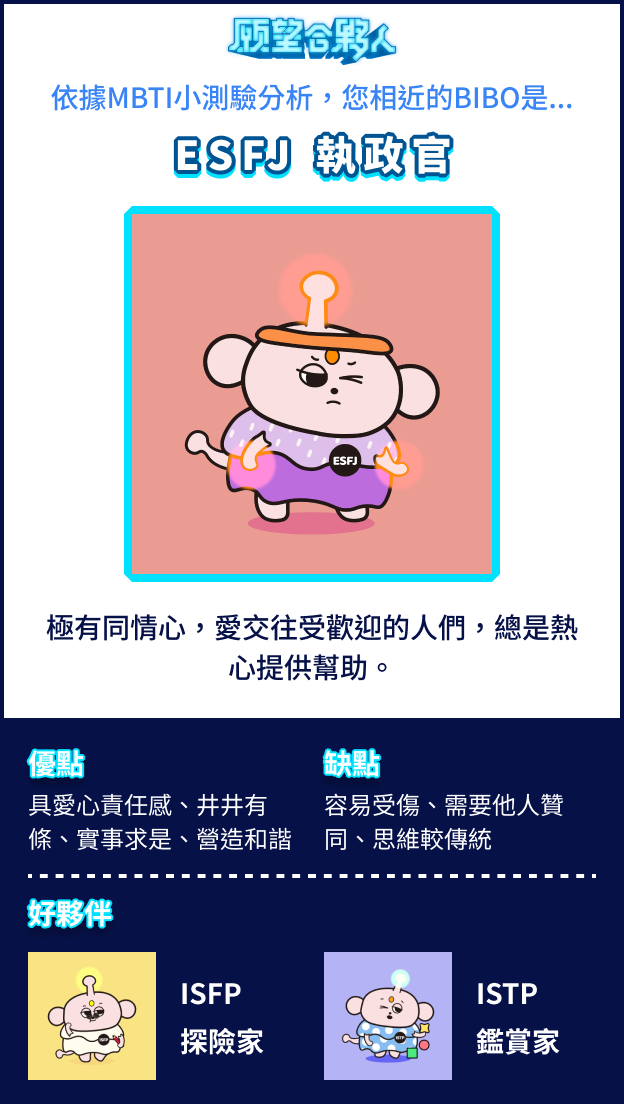 願望合夥人
依據MBTI小測驗分析，您相近的BIBO是...
ESFJ 執政官
ESFJ
極有同情心，愛交往受歡迎的人們，總是熱
心提供幫助。
優點
具愛心責任感、井井有
條、實事求是、營造和諧
缺點
容易受傷、需要他人贊
同、思維較傳統
好夥伴
ISFP
ISFP
探險家
ISTP
ISTP
鑑賞家